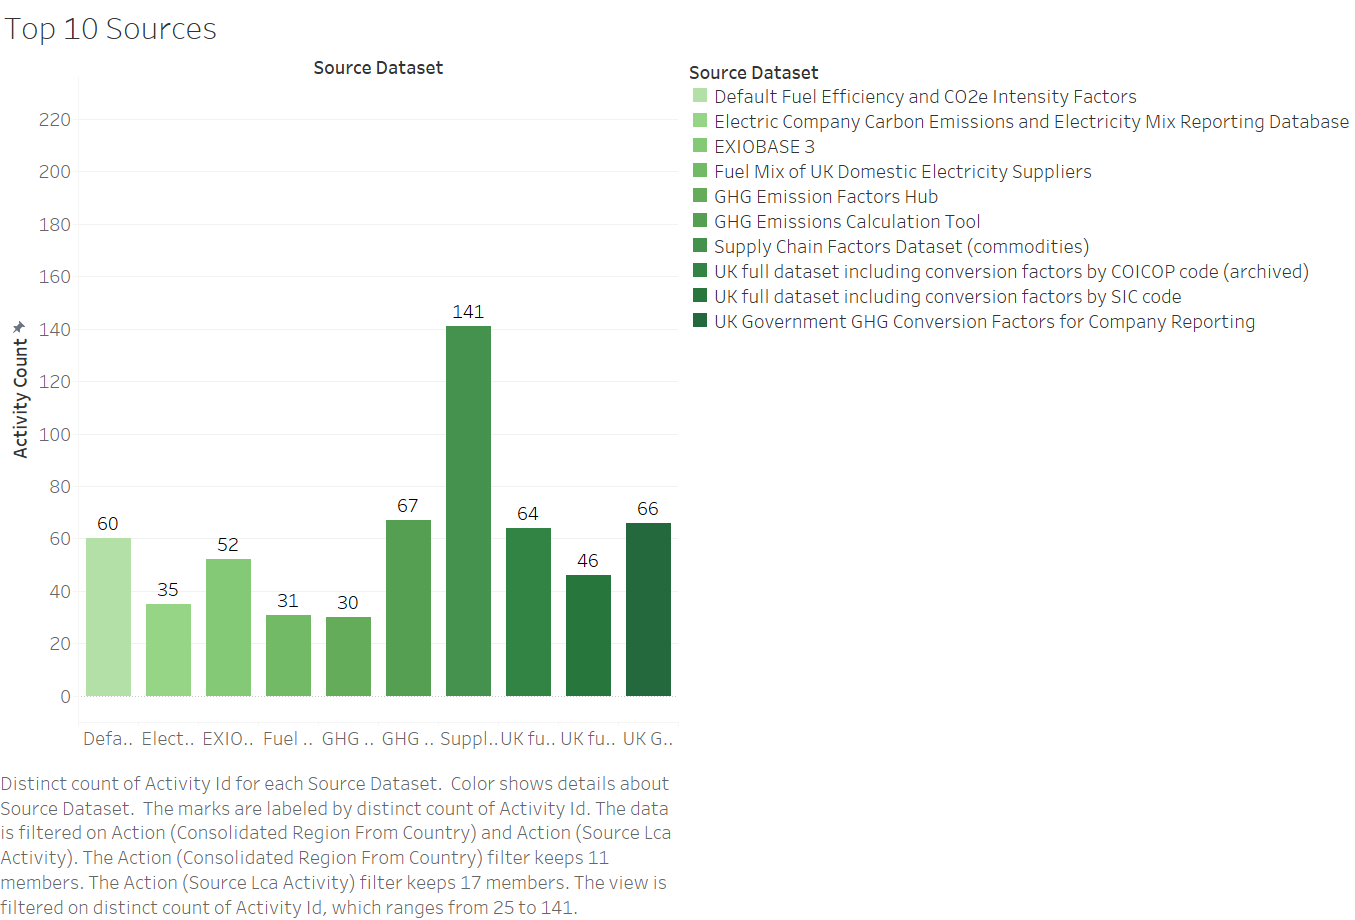 Top 10 Sources
Source Dataset
Activity Count
220
200
180
160
140
120
100
80
60
40
20
0
60
35
52
31
30
67
141
64
46
66
Defa..
Elect..
EXIO..
Fuel ..
GHG ..
GHG ..
Suppl..
UK fu..
UK fu..
UK G..
Source Dataset
Default Fuel Efficiency and CO2e Intensity Factors
Electric Company Carbon Emissions and Electricity Mix Reporting Database
EXIOBASE 3
Fuel Mix of UK Domestic Electricity Suppliers
GHG Emission Factors Hub
GHG Emissions Calculation Tool
Supply Chain Factors Dataset (commodities)
UK full dataset including conversion factors by COICOP code (archived)
UK full dataset including conversion factors by SIC code
UK Government GHG Conversion Factors for Company Reporting
Distinct count of Activity Id for each Source Dataset.  Color shows details about
Source Dataset.  The marks are labeled by distinct count of Activity Id. The data
is filtered on Action (Consolidated Region From Country) and Action (Source Lca
Activity). The Action (Consolidated Region From Country) filter keeps 11
members. The Action (Source Lca Activity) filter keeps 17 members. The view is
filtered on distinct count of Activity Id, which ranges from 25 to 141.